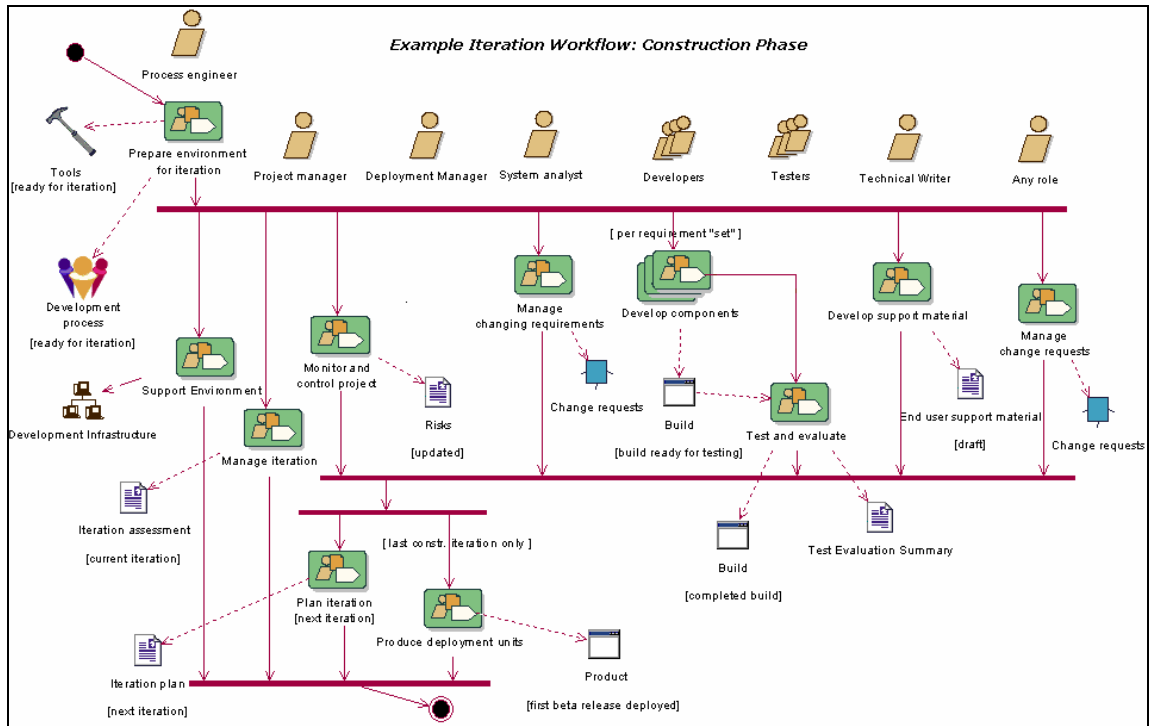 Example Iteration Workflow: Construction Phase
Process engineer
Prepare environment
for iteration
Tools
[ready for iteration]
Project manager
Deployment Manager
System analyst
Developers
Testers
Technical Writer
Any role
[ per requirement "set" ]
Development
process
[ready for iteration]
Manage
changing requirements
Develop components
Develop support material
Manage
change requests
Support Environment
Monitor and
control project
Development Infrastructure
Risks
[updated]
Change requests
Build
[build ready for testing]
Test and evaluate
End user support material
[draft]
Change requests
Manage iteration
Iteration assessment
[current iteration]
[ last constr. iteration only ]
Build
[completed build]
Test Evaluation Summary
Plan iteration
[next iteration]
Produce deployment units
Iteration plan
[next iteration]
Product
[first beta release deployed]